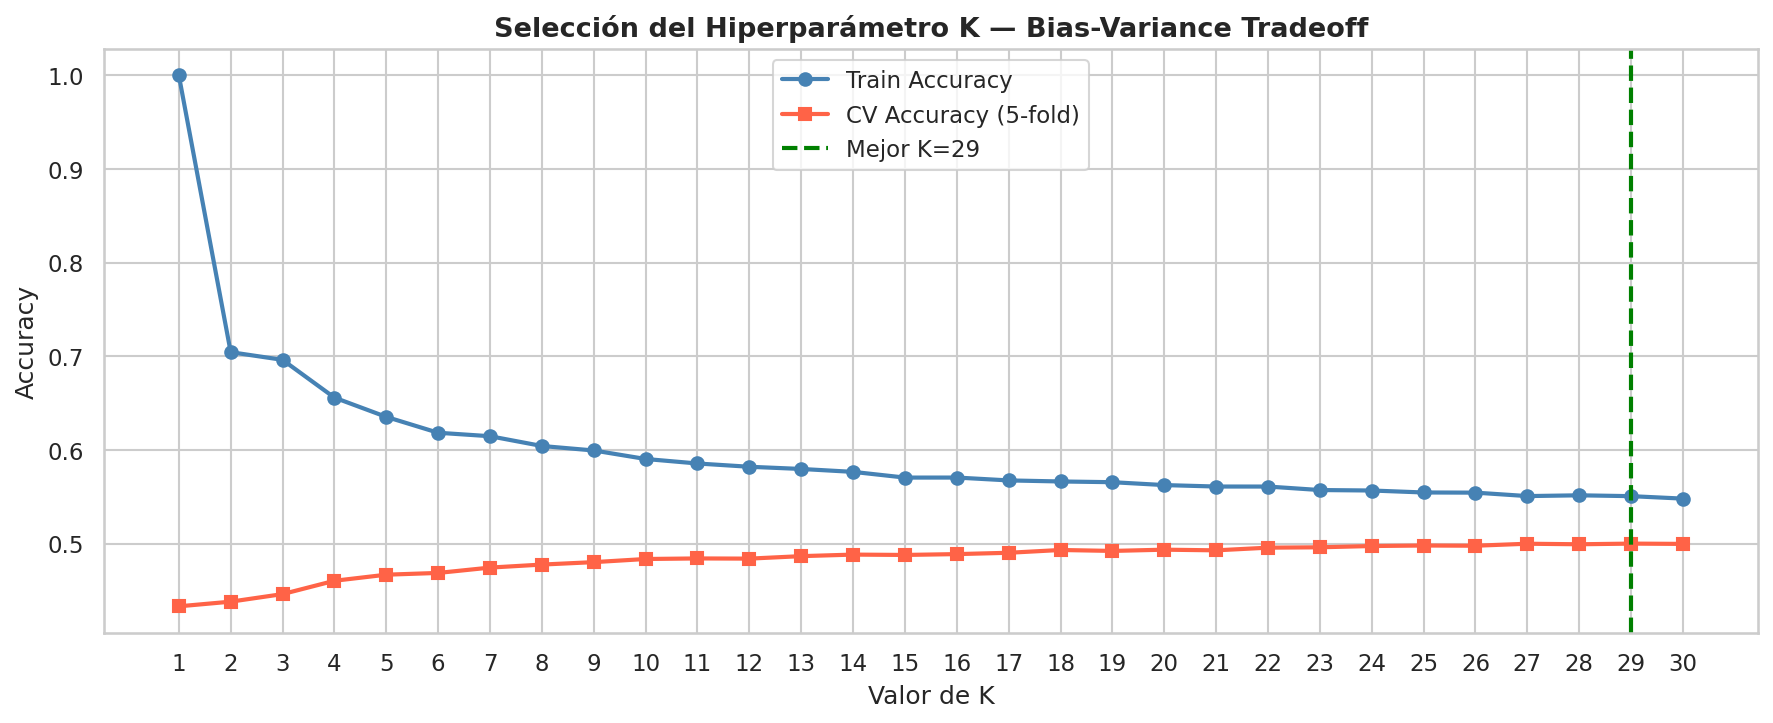 Selección del Hiperparámetro K — Bias-Variance Tradeoff
Train Accuracy
CV Accuracy (5-fold)
Mejor K=29
Accuracy
1.0
0.9
0.8
0.7
0.6
0.5
1 2 3 4 5 6 7 8 9 10 11 12 13 14 15 16 17 18 19 20 21 22 23 24 25 26 27 28 29 30
Valor de K